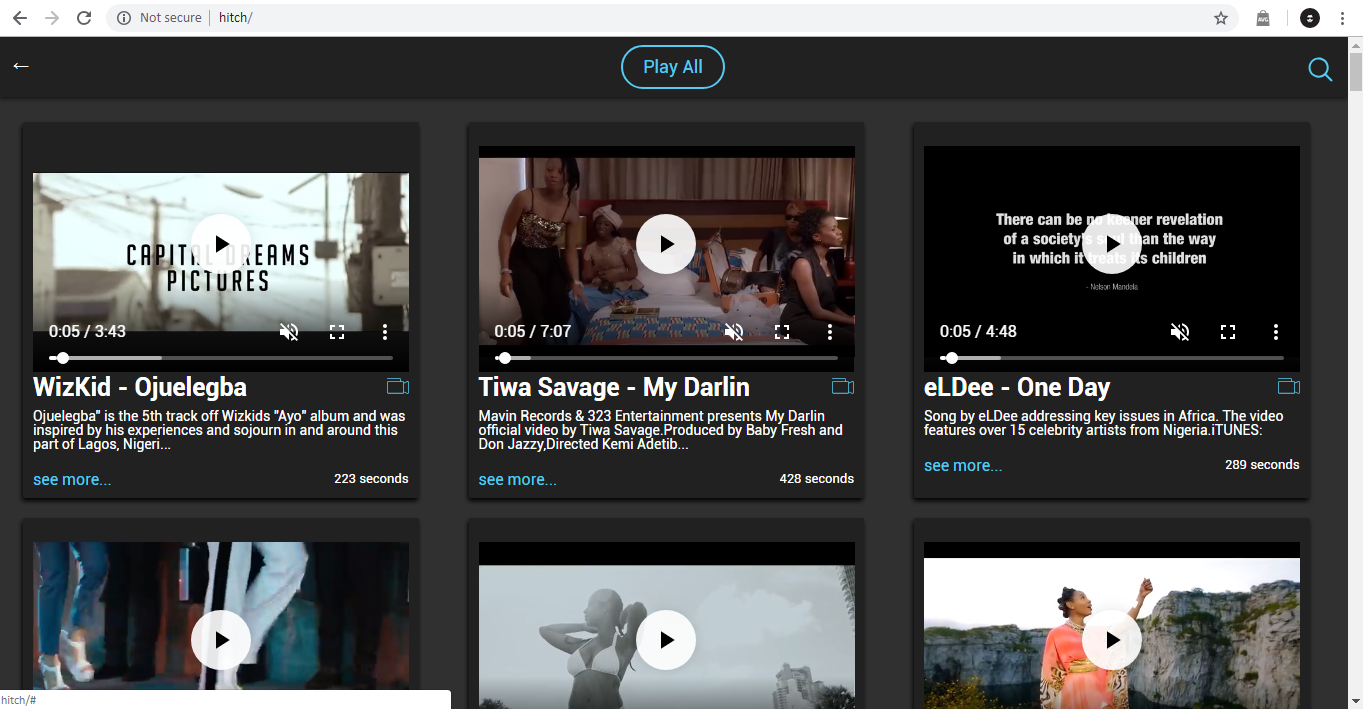 Not secure | hitch/
AVG
←
Play All
CAPITAL DREAMS
PICTURES
0:05 / 3:43
WizKid - Ojuelegba
Ojuelegba" is the 5th track off Wizkids "Ayo" album and was
inspired by his experiences and sojourn in and around this
part of Lagos, Nigeri...
see more...
223 seconds
0:05 / 7:07
Tiwa Savage - My Darlin
Mavin Records & 323 Entertainment presents My Darlin
official video by Tiwa Savage.Produced by Baby Fresh and
Don Jazzy,Directed Kemi Adetib...
see more...
428 seconds
There can be no keener revelation
of a society's soul than the way
in which it treats its children
- Nelson Mandela
0:05 / 4:48
eLDee - One Day
Song by eLDee addressing key issues in Africa. The video
features over 15 celebrity artists from Nigeria.iTUNES:
see more...
289 seconds
hitch/#